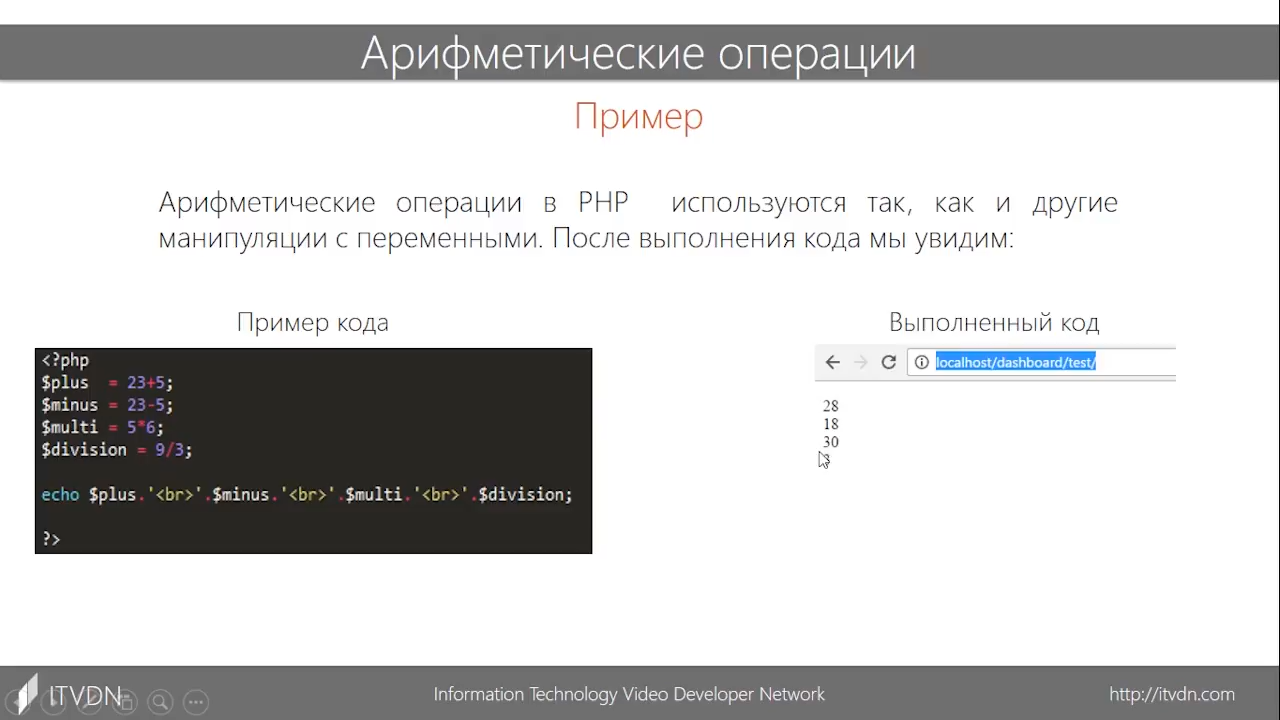 Арифметические операции
Пример
Арифметические операции в PHP используются так, как и другие
манипуляции с переменными. После выполнения кода мы увидим:
Пример кода
<?php
$plus  = 23+5;
$minus = 23-5;
$multi = 5*6;
$division = 9/3;
echo $plus.'<br>'.$minus.'<br>'.$multi.'<br>'.$division;
?>
Выполненный код
localhost/dashboard/test/
28
18
30
3
ITVDN
Information Technology Video Developer Network
http://itvdn.com